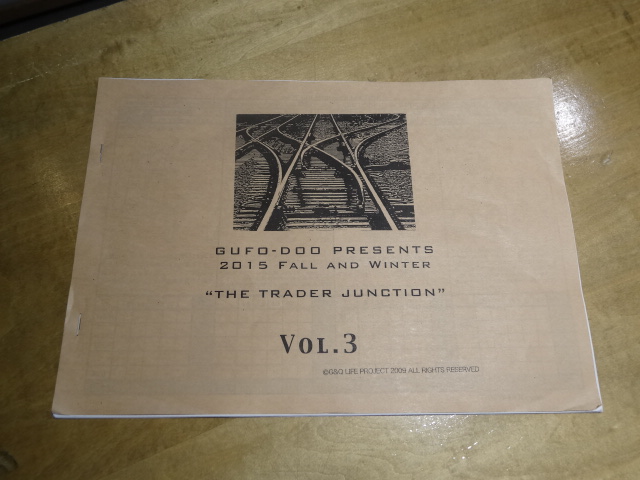 GUFO-DOO PRESENTS
2015 FALL AND WINTER
"THE TRADER JUNCTION"
VOL.3
©G&Q LIFE PROJECT 2009 ALL RIGHTS RESERVED